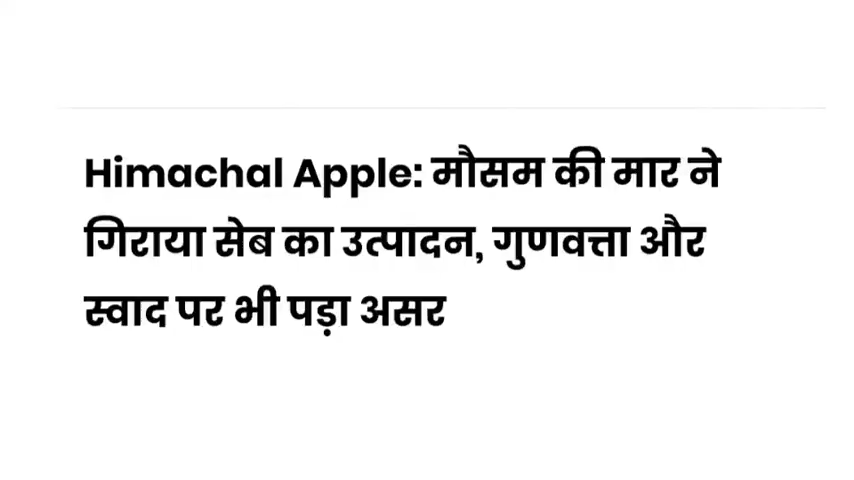 Himachal Apple: मौसम की मार ने
गिराया सेब का उत्पादन, गुणवत्ता और
स्वाद पर भी पड़ा असर